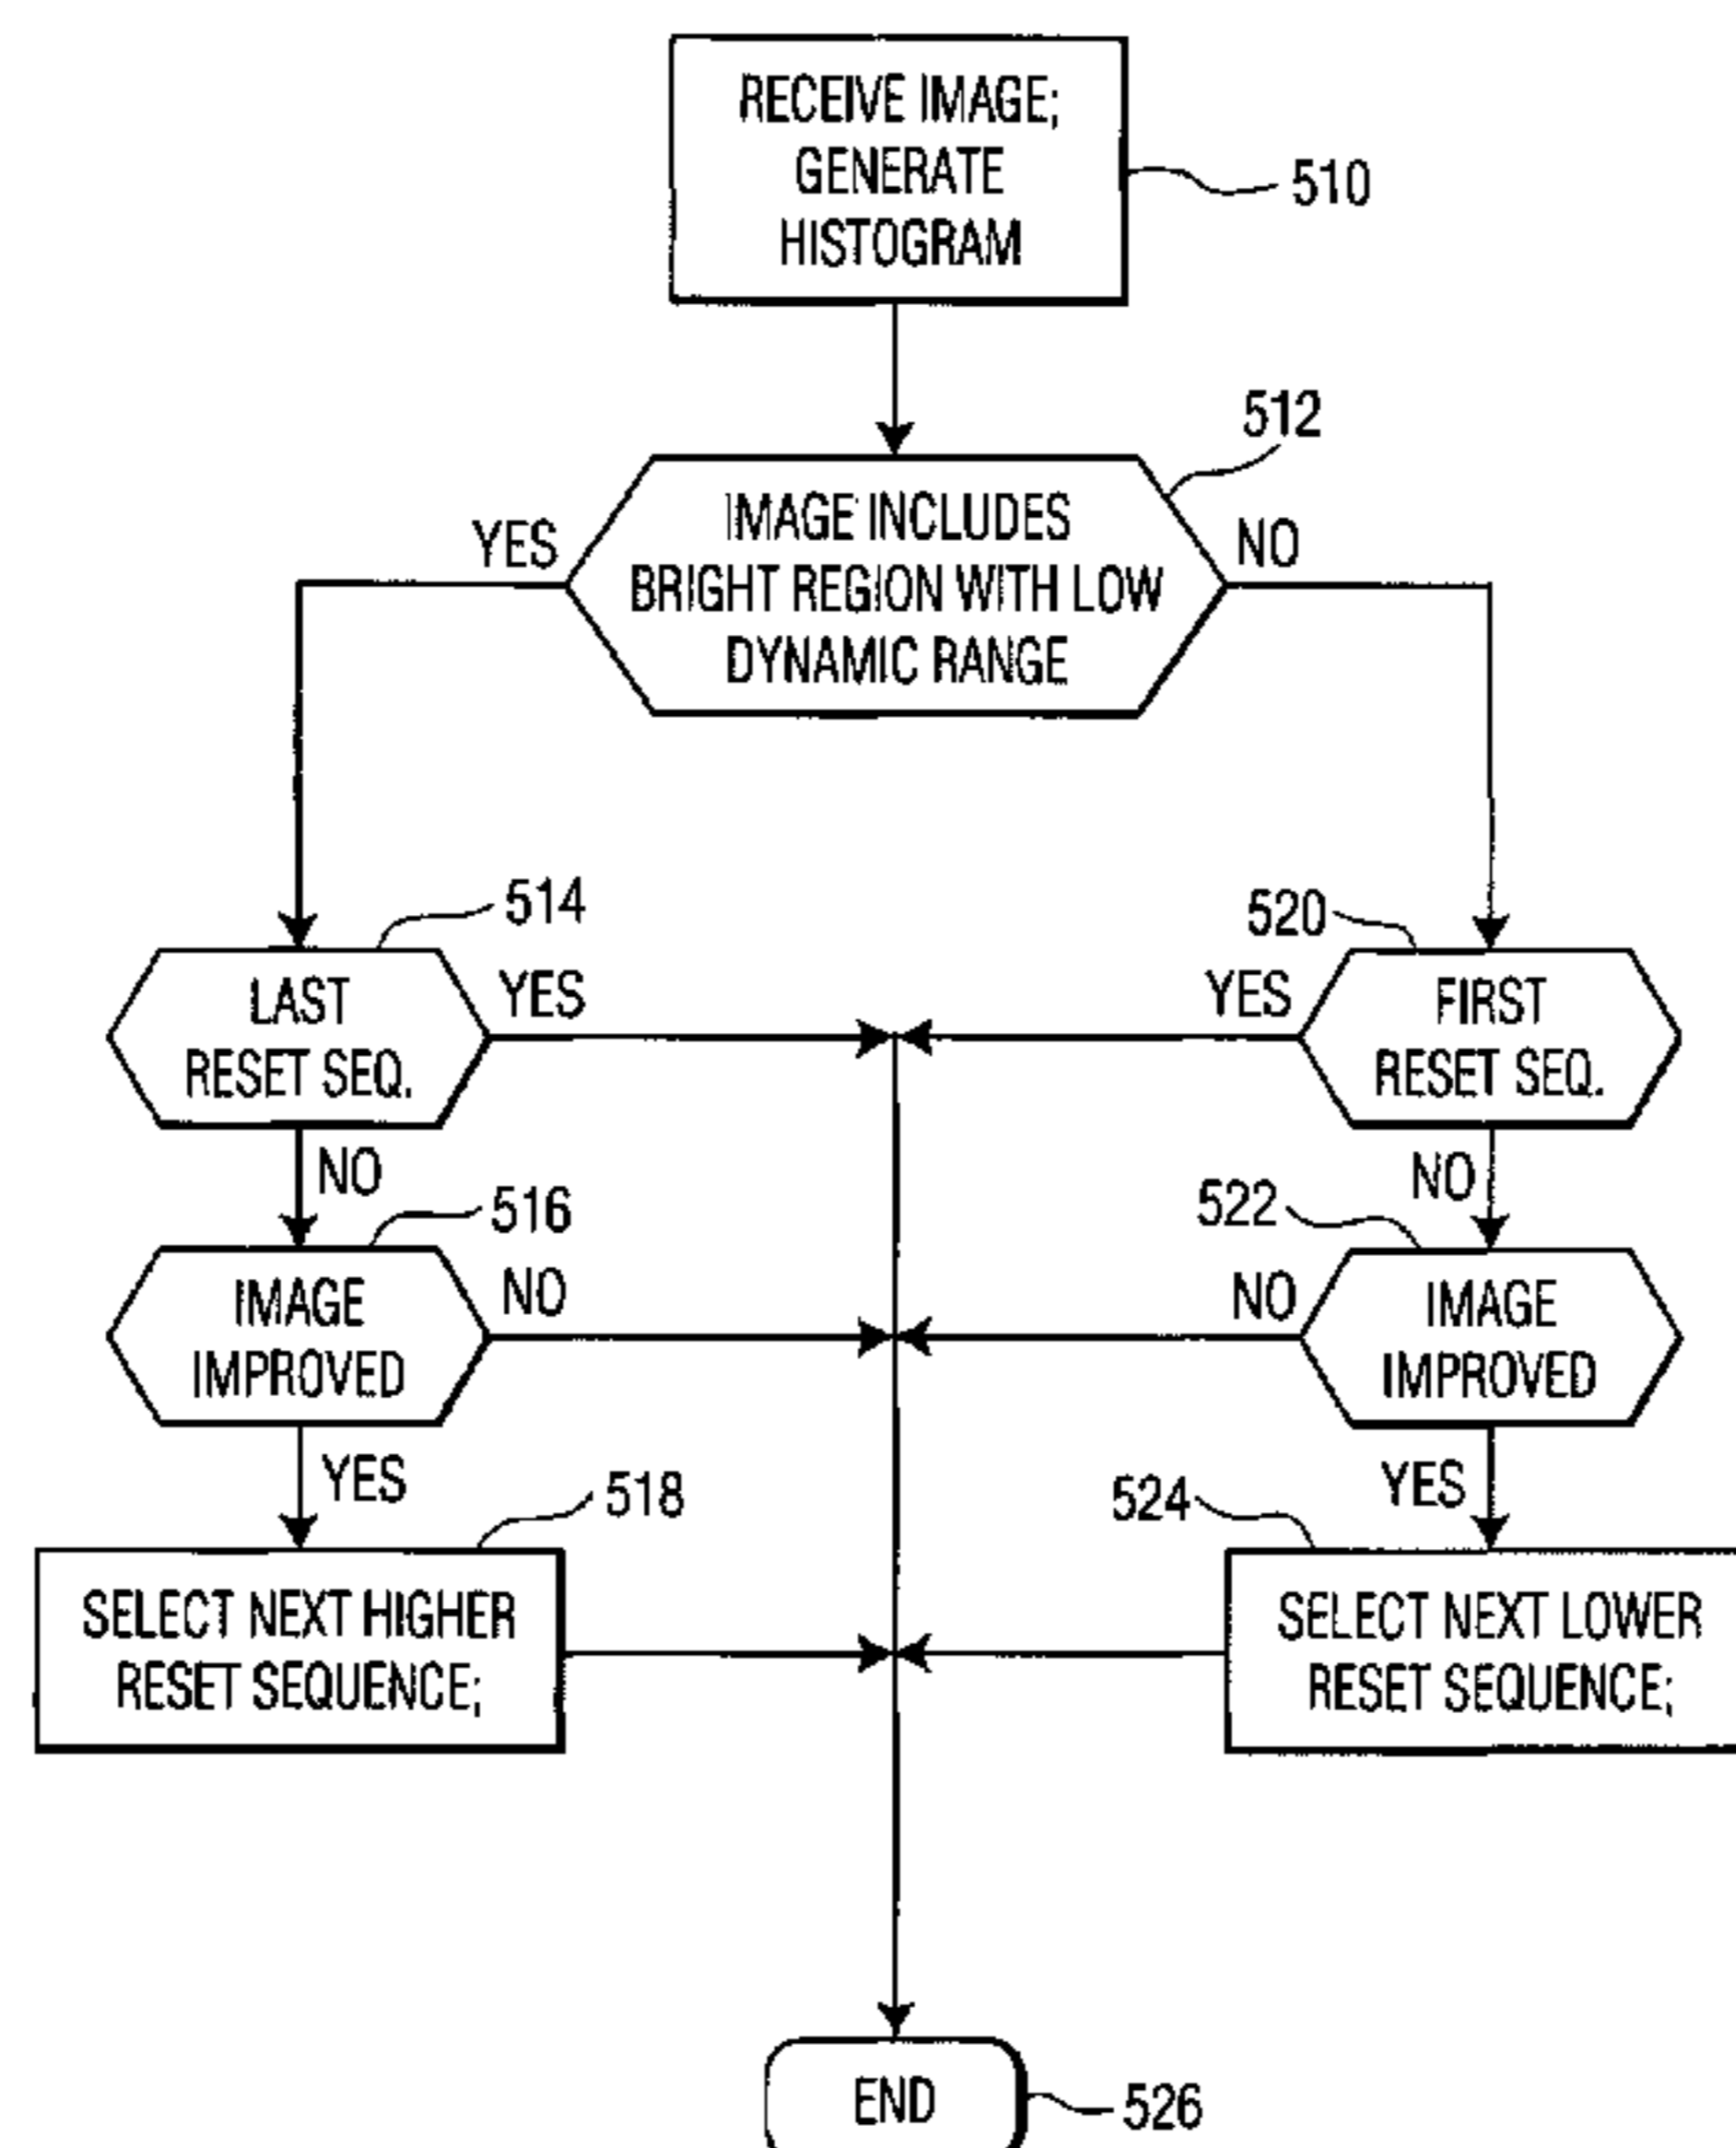 RECEIVE IMAGE;
GENERATE
HISTOGRAM
510
512
YES
IMAGE INCLUDES
BRIGHT REGION WITH LOW
DYNAMIC RANGE
NO
514
520
LAST
RESET SEQ.
YES
YES
FIRST
RESET SEQ.
NO
NO
516
522
IMAGE
IMPROVED
NO
NO
IMAGE
IMPROVED
YES
YES
518
524
SELECT NEXT HIGHER
RESET SEQUENCE;
SELECT NEXT LOWER
RESET SEQUENCE;
END
526